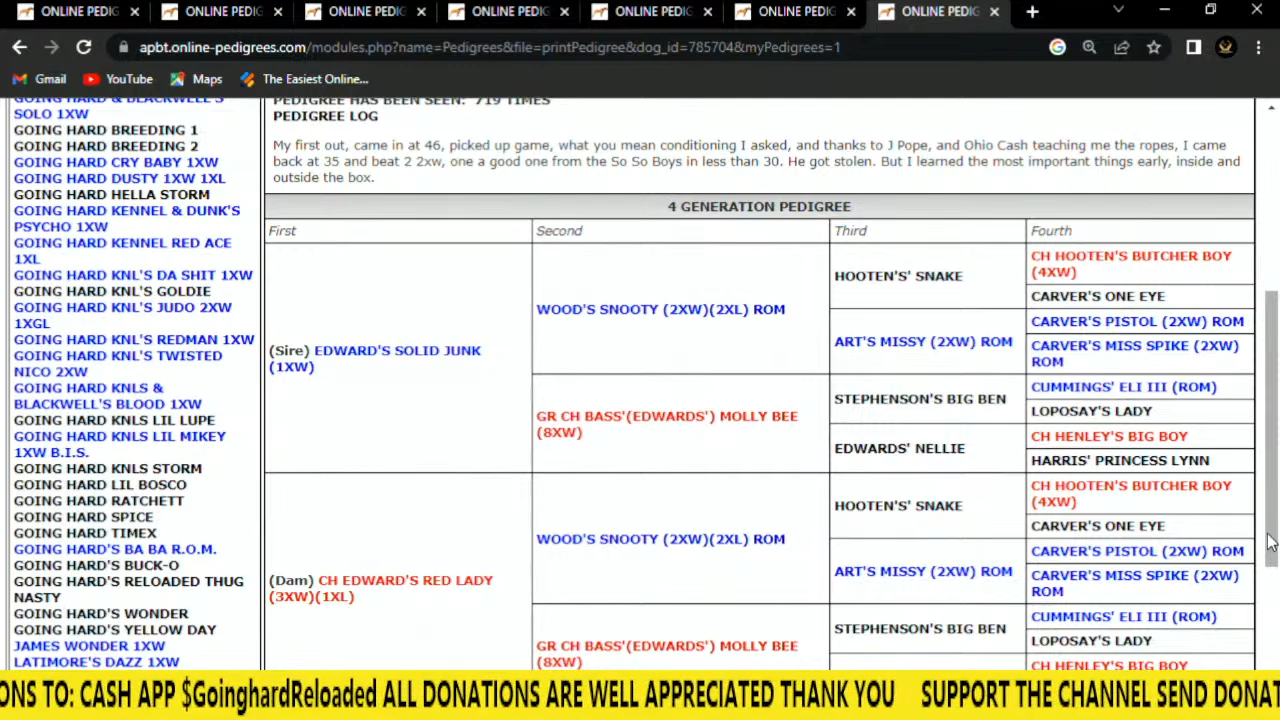 ONLINE PEDIG
ONLINE PEDIG
ONLINE PEDIG
ONLINE PEDIG
ONLINE PEDIG
ONLINE PEDIG
ONLINE PEDIG
apbt.online-pedigrees.com/modules.php?name=Pedigrees&file=printPedigree&dog_id=785704&myPedigrees=1
Gmail
YouTube
Maps
The Easiest Online...
GOING HARD & BLACKWELL'S
SOLO 1XW
GOING HARD BREEDING 1
GOING HARD BREEDING 2
GOING HARD CRY BABY 1XW
GOING HARD DUSTY 1XW 1XL
GOING HARD HELLA STORM
GOING HARD KENNEL & DUNK'S
PSYCHO 1XW
GOING HARD KENNEL RED ACE
1XL
GOING HARD KNL'S DA SHIT 1XW
GOING HARD KNL'S GOLDIE
GOING HARD KNL'S JUDO 2XW
1XGL
GOING HARD KNL'S REDMAN 1XW
GOING HARD KNL'S TWISTED
NICO 2XW
GOING HARD KNLS &
BLACKWELL'S BLOOD 1XW
GOING HARD KNLS LIL LUPE
GOING HARD KNLS LIL MIKEY
1XW B.I.S.
GOING HARD KNLS STORM
GOING HARD LIL BOSCO
GOING HARD RATCHETT
GOING HARD SPICE
GOING HARD TIMEX
GOING HARD'S BA BA R.O.M.
GOING HARD'S BUCK-O
GOING HARD'S RELOADED THUG
NASTY
GOING HARD'S WONDER
GOING HARD'S YELLOW DAY
JAMES WONDER 1XW
LATIMORE'S DAZZ 1XW
PEDIGREE HAS BEEN SEEN: 719 TIMES
PEDIGREE LOG
My first out, came in at 46, picked up game, what you mean conditioning I asked, and thanks to J Pope, and Ohio Cash teaching me the ropes, I came
back at 35 and beat 2 2xw, one a good one from the So So Boys in less than 30. He got stolen. But I learned the most important things early, inside and
outside the box.
4 GENERATION PEDIGREE
First
Second
Third
Fourth
(Sire) EDWARD'S SOLID JUNK
(1XW)
WOOD'S SNOOTY (2XW)(2XL) ROM
HOOTEN'S' SNAKE
CH HOOTEN'S BUTCHER BOY
(4XW)
CARVER'S ONE EYE
ART'S MISSY (2XW) ROM
CARVER'S PISTOL (2XW) ROM
CARVER'S MISS SPIKE (2XW)
ROM
GR CH BASS'(EDWARDS') MOLLY BEE
(8XW)
STEPHENSON'S BIG BEN
CUMMINGS' ELI III (ROM)
LOPOSAY'S LADY
EDWARDS' NELLIE
CH HENLEY'S BIG BOY
HARRIS' PRINCESS LYNN
(Dam) CH EDWARD'S RED LADY
(3XW)(1XL)
WOOD'S SNOOTY (2XW)(2XL) ROM
HOOTEN'S' SNAKE
CH HOOTEN'S BUTCHER BOY
(4XW)
CARVER'S ONE EYE
ART'S MISSY (2XW) ROM
CARVER'S PISTOL (2XW) ROM
CARVER'S MISS SPIKE (2XW)
ROM
GR CH BASS'(EDWARDS') MOLLY BEE
(8XW)
STEPHENSON'S BIG BEN
CUMMINGS' ELI III (ROM)
LOPOSAY'S LADY
CH HENLEY'S BIG BOY
ONS TO: CASH APP $GoinghardReloaded ALL DONATIONS ARE WELL APPRECIATED THANK YOU SUPPORT THE CHANNEL SEND DONAT